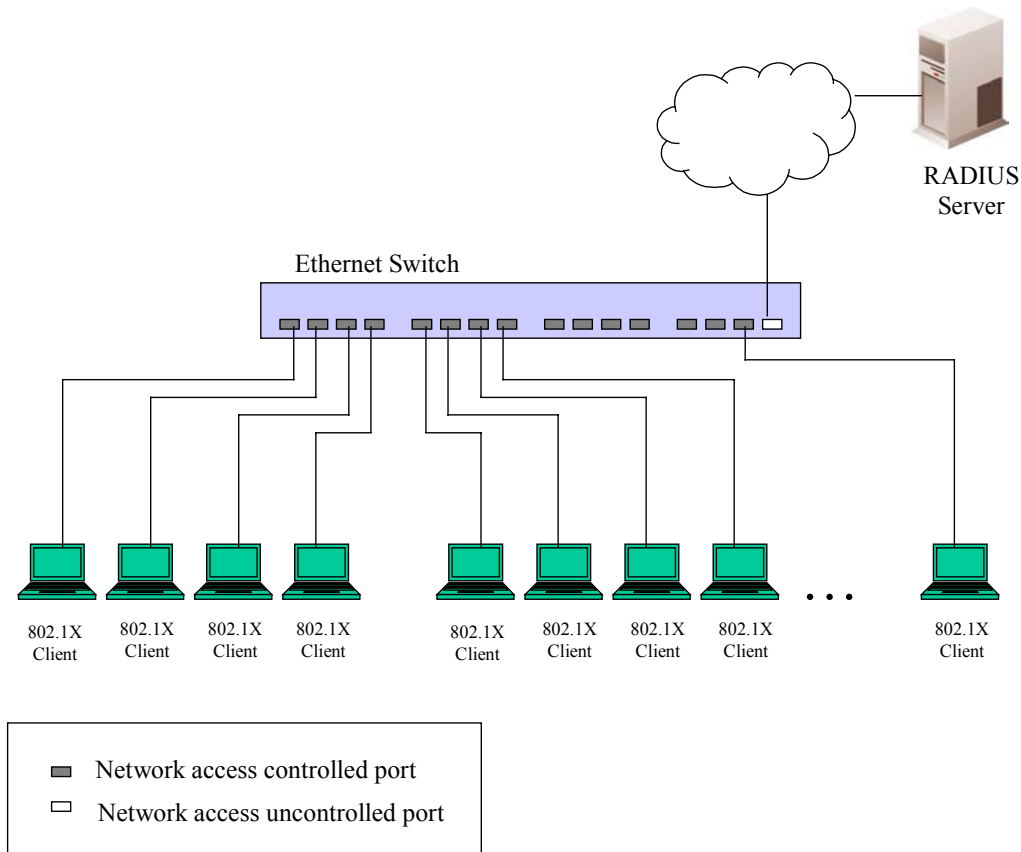 RADIUS
Server
Ethernet Switch
802.1X
Client
802.1X
Client
802.1X
Client
802.1X
Client
802.1X
Client
802.1X
Client
802.1X
Client
802.1X
Client
. . .
802.1X
Client
Network access controlled port
Network access uncontrolled port